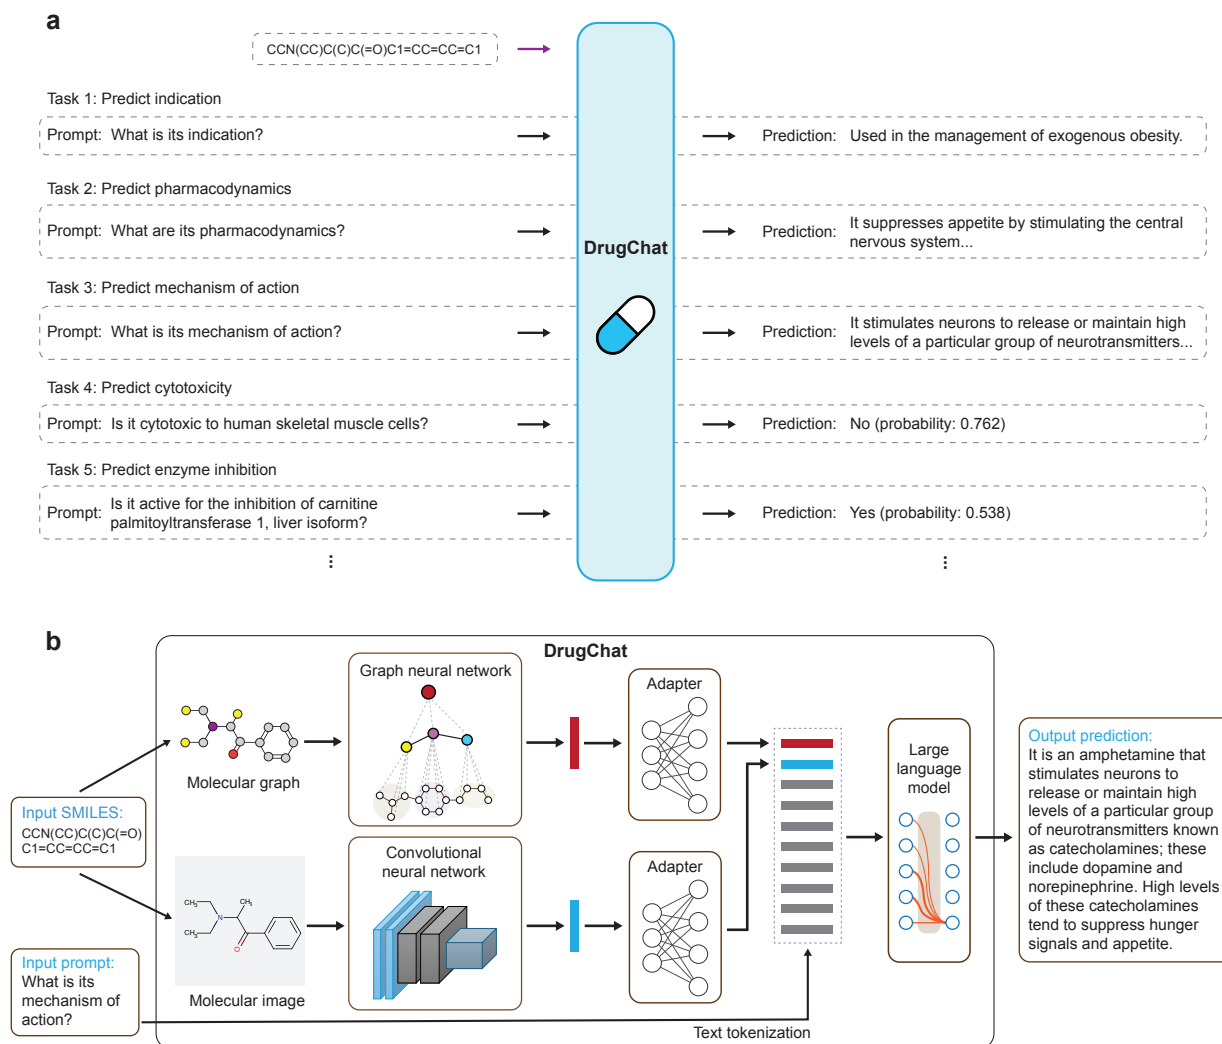 a
CCN(CC)C(C)C(=O)C1=CC=CC=C1
Task 1: Predict indication
Prompt: What is its indication?
Prediction: Used in the management of exogenous obesity.
Task 2: Predict pharmacodynamics
Prompt: What are its pharmacodynamics?
Prediction: It suppresses appetite by stimulating the central
nervous system...
DrugChat
Task 3: Predict mechanism of action
Prompt: What is its mechanism of action?
Prediction: It stimulates neurons to release or maintain high
levels of a particular group of neurotransmitters...
Task 4: Predict cytotoxicity
Prompt: Is it cytotoxic to human skeletal muscle cells?
Prediction: No (probability: 0.762)
Task 5: Predict enzyme inhibition
Prompt: Is it active for the inhibition of carnitine
palmitoyltransferase 1, liver isoform?
Prediction: Yes (probability: 0.538)
⋮
⋮
b
DrugChat
Input SMILES:
CCN(CC)C(C)C(=O)
C1=CC=CC=C1
Input prompt:
What is its
mechanism of
action?
Molecular graph
Graph neural network
Adapter
H₃C
CH₃
N
CH₃
O
Molecular image
Convolutional
neural network
Adapter
Text tokenization
Large
language
model
Output prediction:
It is an amphetamine that
stimulates neurons to
release or maintain high
levels of a particular group
of neurotransmitters known
as catecholamines; these
include dopamine and
norepinephrine. High levels
of these catecholamines
tend to suppress hunger
signals and appetite.